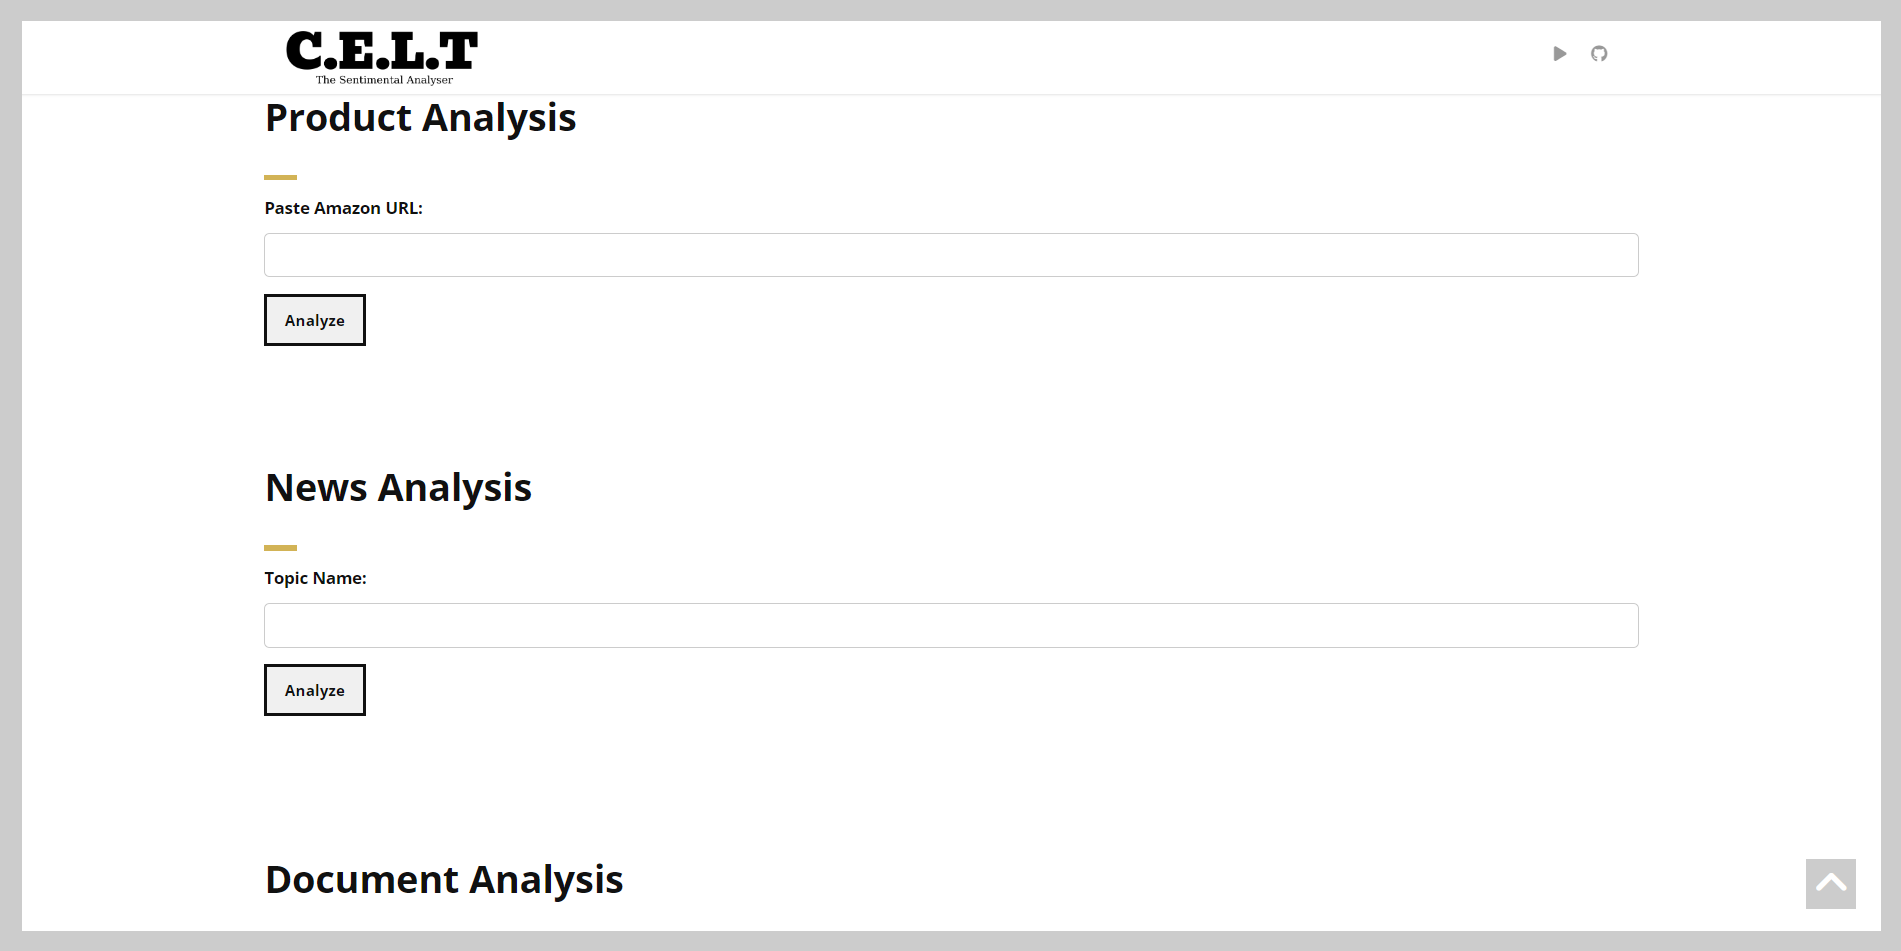 C.E.L.T
The Sentimental Analyser
Product Analysis
Paste Amazon URL:
Analyze
News Analysis
Topic Name:
Analyze
Document Analysis